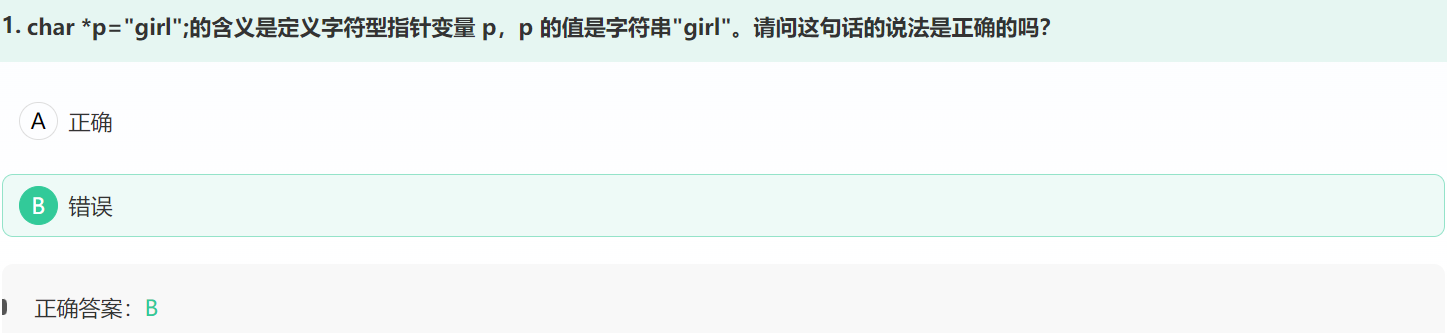 1. char *p="girl";的含义是定义字符型指针变量 p，p 的值是字符串"girl"。请问这句话的说法是正确的吗？
A 正确
B 错误
正确答案：B